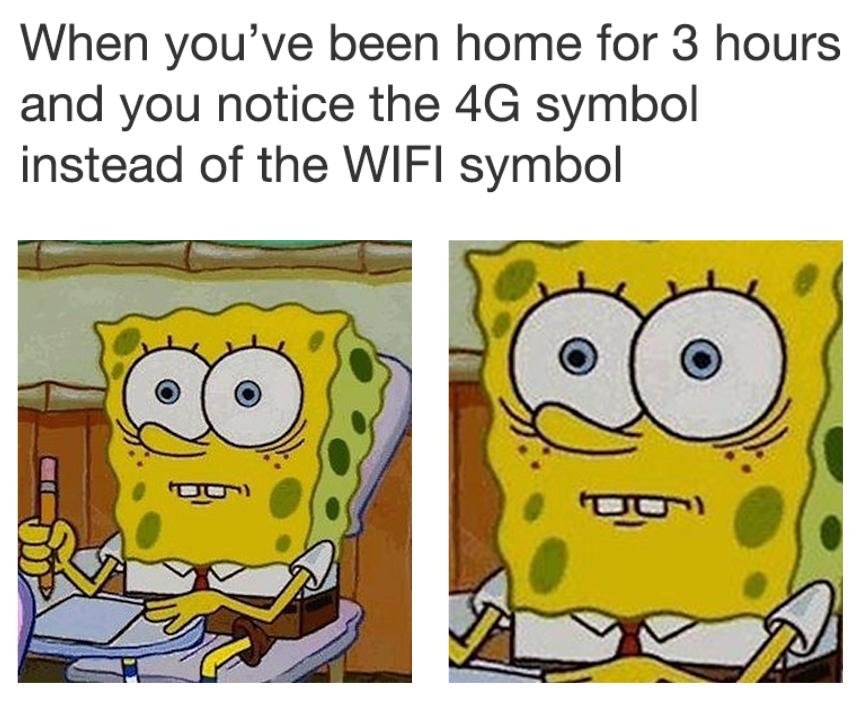 When you’ve been home for 3 hours
and you notice the 4G symbol
instead of the WIFI symbol